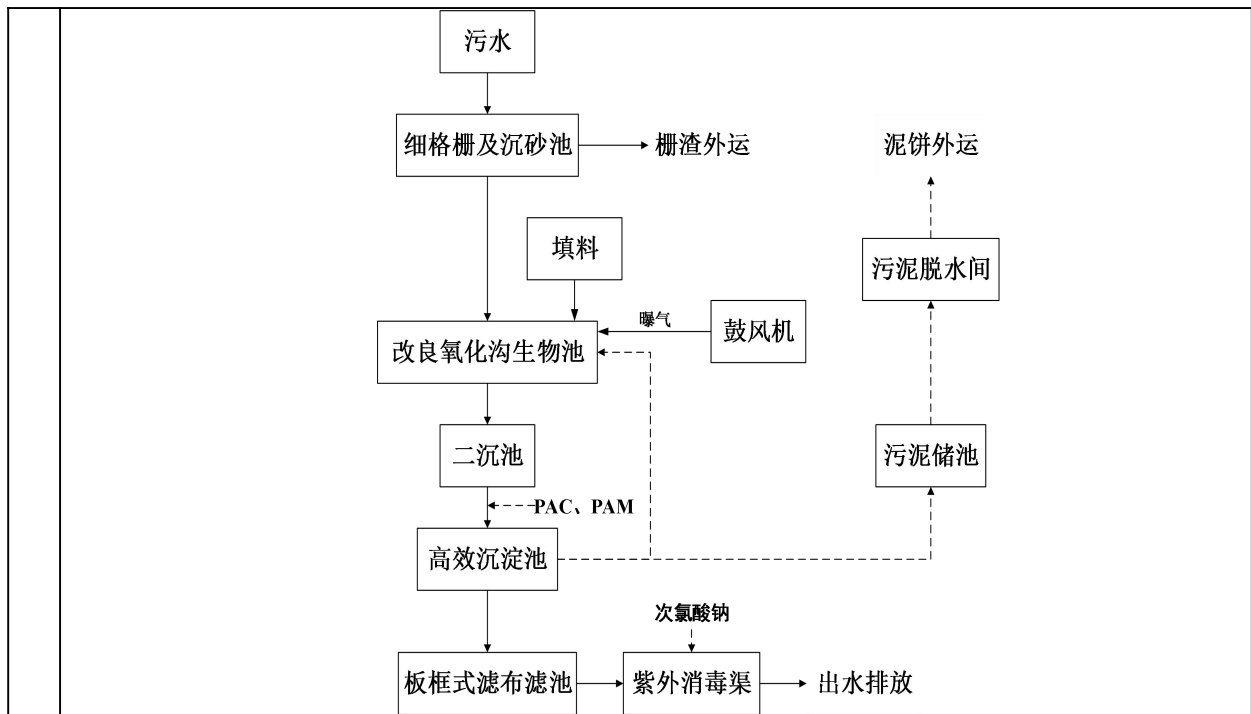 污水
细格栅及沉砂池
栅渣外运
泥饼外运
填料
污泥脱水间
曝气
鼓风机
改良氧化沟生物池
二沉池
污泥储池
PAC、PAM
高效沉淀池
次氯酸钠
板框式滤布滤池
紫外消毒渠
出水排放